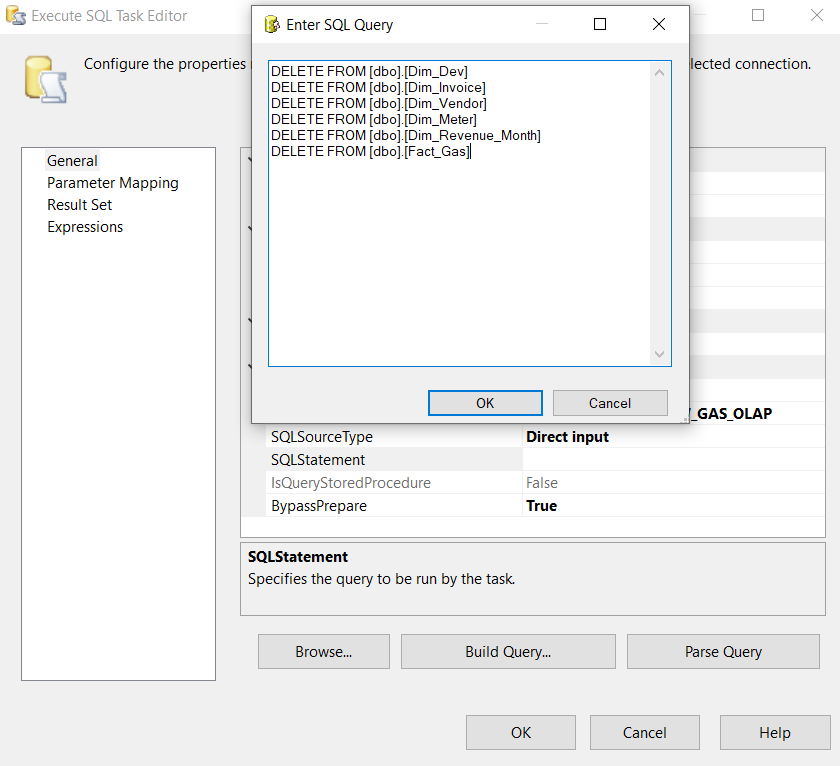 Execute SQL Task Editor
Enter SQL Query
Configure the properties
elected connection.
DELETE FROM [dbo].[Dim_Dev]
DELETE FROM [dbo].[Dim_Invoice]
DELETE FROM [dbo].[Dim_Vendor]
DELETE FROM [dbo].[Dim_Meter]
DELETE FROM [dbo].[Dim_Revenue_Month]
DELETE FROM [dbo].[Fact_Gas]
OK
Cancel
General
Parameter Mapping
Result Set
Expressions
_GAS_OLAP
SQLSourceType
Direct input
SQLStatement
IsQueryStoredProcedure
False
BypassPrepare
True
SQLStatement
Specifies the query to be run by the task.
Browse...
Build Query...
Parse Query
OK
Cancel
Help